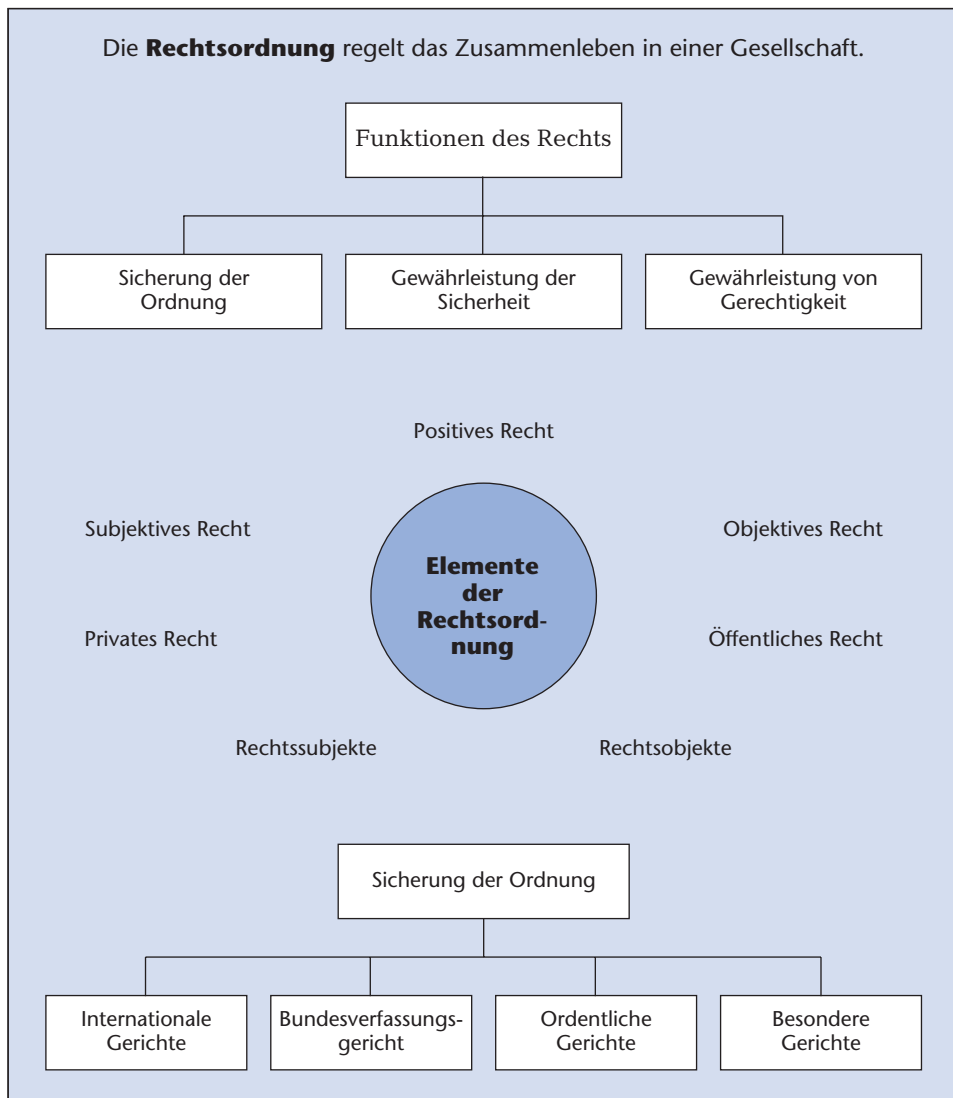 Die Rechtsordnung regelt das Zusammenleben in einer Gesellschaft.
Funktionen des Rechts
Sicherung der
Ordnung
Gewährleistung der
Sicherheit
Gewährleistung von
Gerechtigkeit
Positives Recht
Subjektives Recht
Objektives Recht
Elemente
der
Rechtsord-
nung
Privates Recht
Öffentliches Recht
Rechtssubjekte
Rechtsobjekte
Sicherung der Ordnung
Internationale
Gerichte
Bundesverfassungs-
gericht
Ordentliche
Gerichte
Besondere
Gerichte